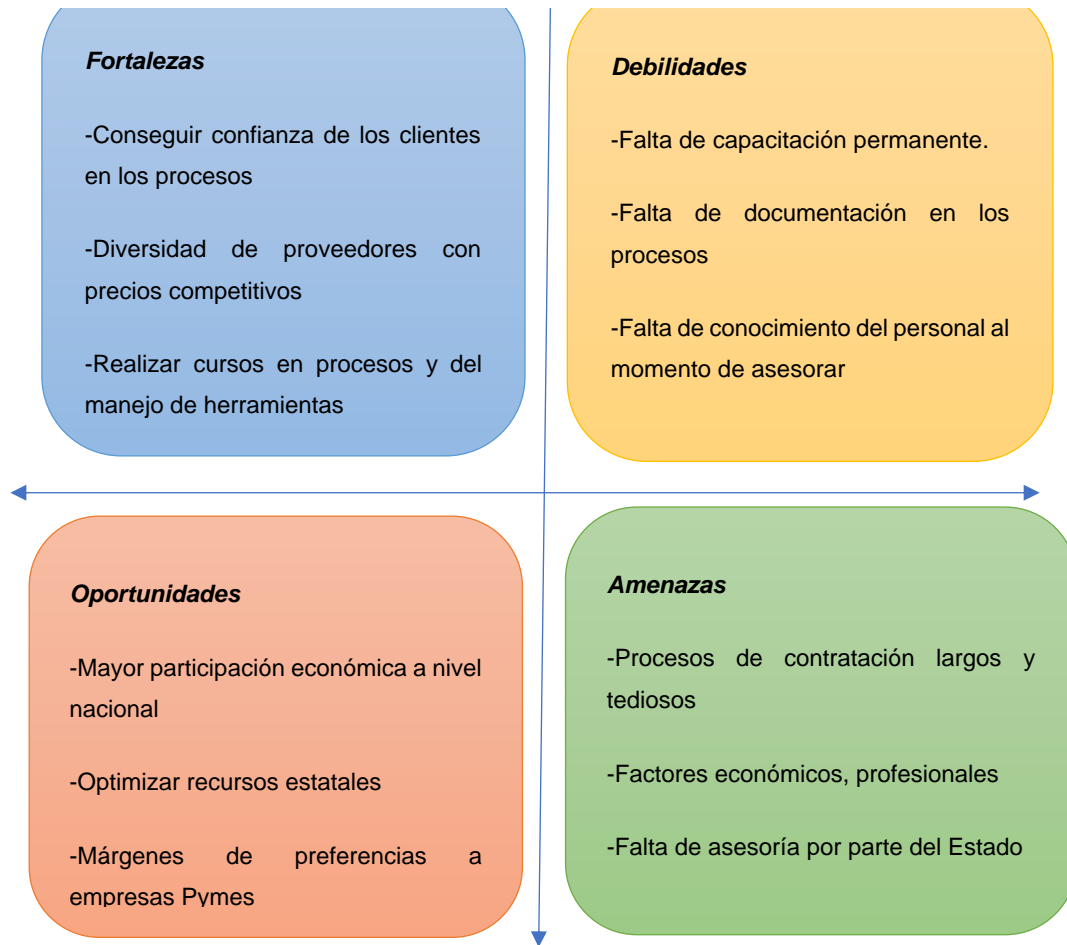 Fortalezas
-Conseguir confianza de los clientes
en los procesos
-Diversidad de proveedores con
precios competitivos
-Realizar cursos en procesos y del
manejo de herramientas
Debilidades
-Falta de capacitación permanente.
-Falta de documentación en los
procesos
-Falta de conocimiento del personal al
momento de asesorar
Oportunidades
-Mayor participación económica a nivel
nacional
-Optimizar recursos estatales
-Márgenes de preferencias a
empresas Pymes
Amenazas
-Procesos de contratación largos y
tediosos
-Factores económicos, profesionales
-Falta de asesoría por parte del Estado